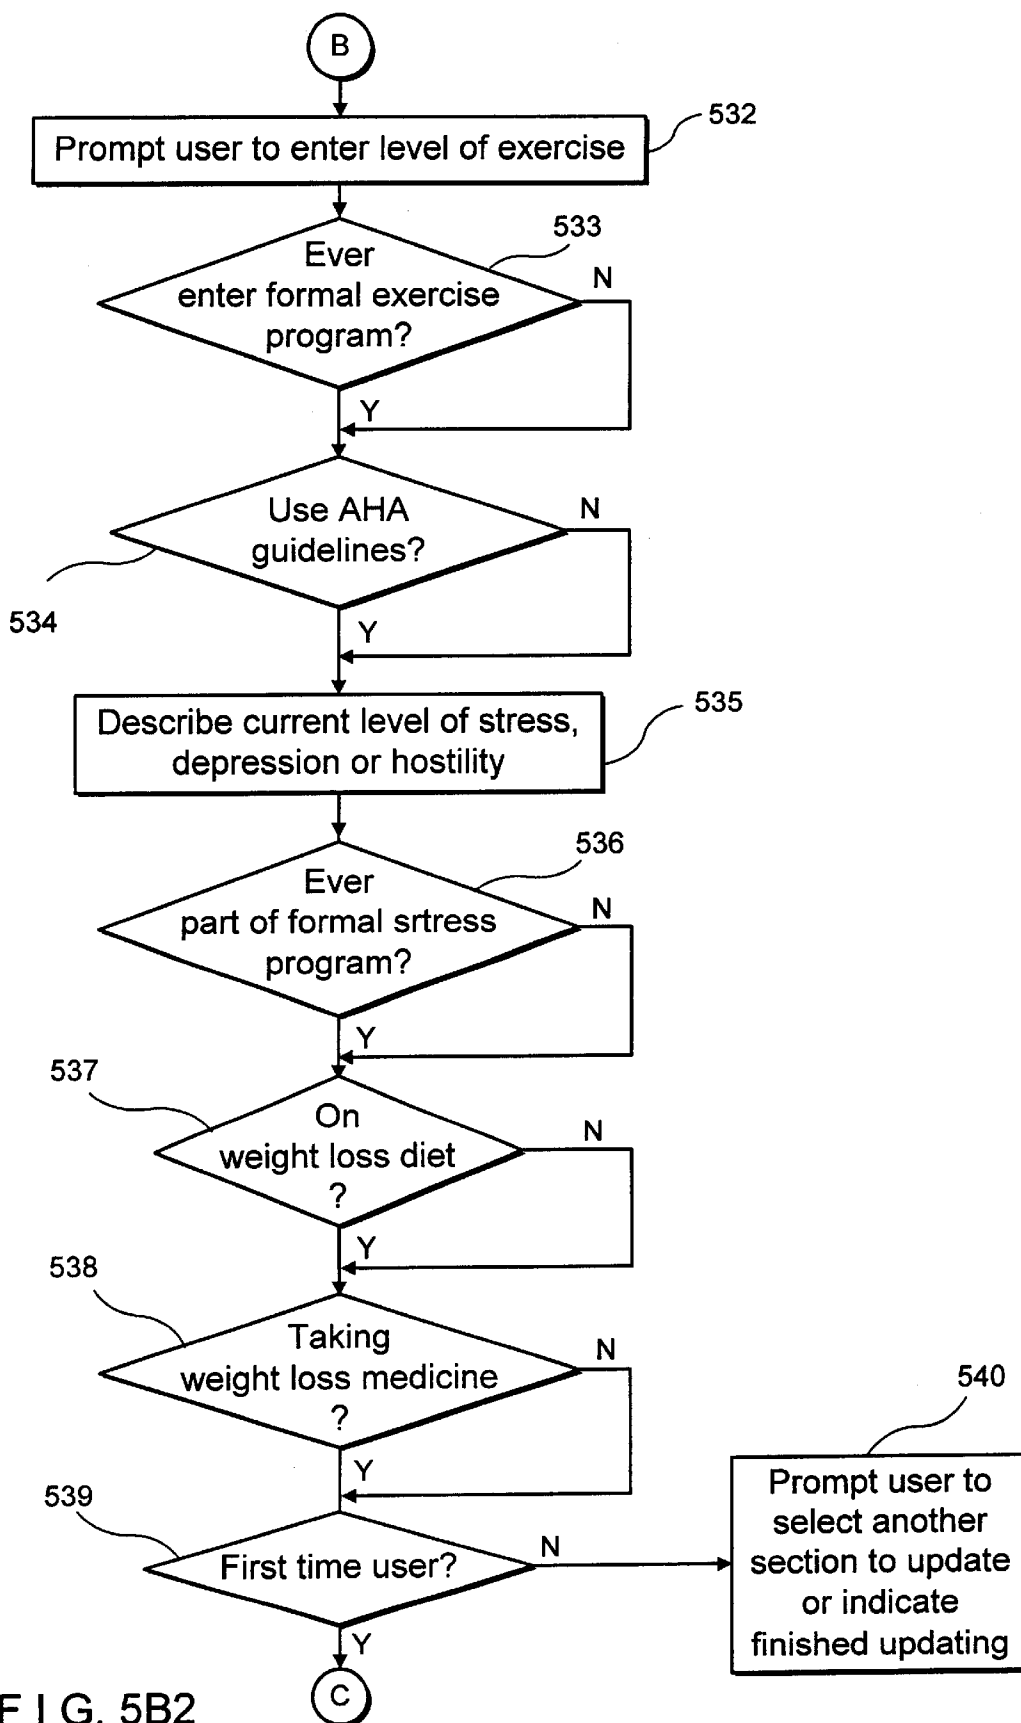 B
532
Prompt user to enter level of exercise
533
Ever
enter formal exercise
program?
N
Y
Use AHA
guidelines?
N
534
Y
535
Describe current level of stress,
depression or hostility
536
Ever
part of formal srtress
program?
N
Y
537
On
weight loss diet
?
N
Y
538
Taking
weight loss medicine
?
N
Y
540
539
First time user?
N
Prompt user to
select another
section to update
or indicate
finished updating
Y
C
F I G. 5B2